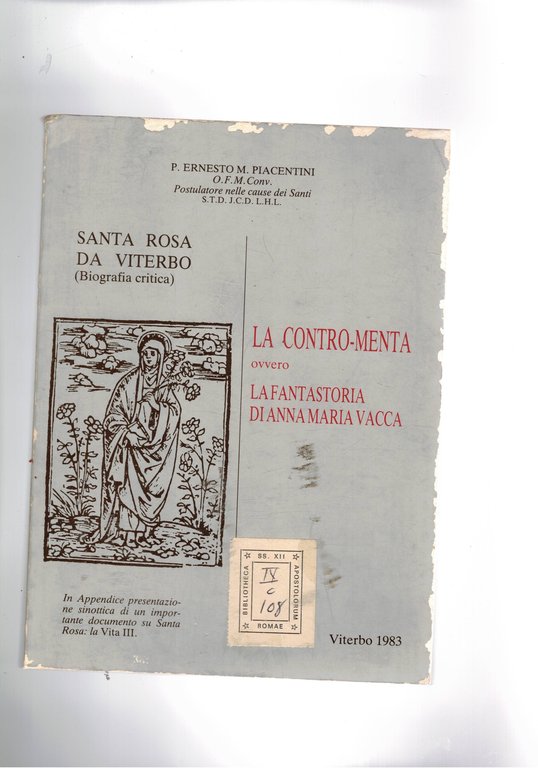 P. ERNESTO M. PIACENTINI
O.F.M.Conv.
Postulatore nelle cause dei Santi
S.T.D. J.C.D. L.H.L.
SANTA ROSA
DA VITERBO
(Biografia critica)
LA CONTRO-MENTA
ovvero
LA FANTASTORIA
DI ANNA MARIA VACCA
In Appendice presentazio-
ne sinottica di un impor-
tante documento su Santa
Rosa: la Vita III.
SS. XII
BIBLIOTHECA
APOSTOLORUM
ROMAE
IV
c
108
Viterbo 1983